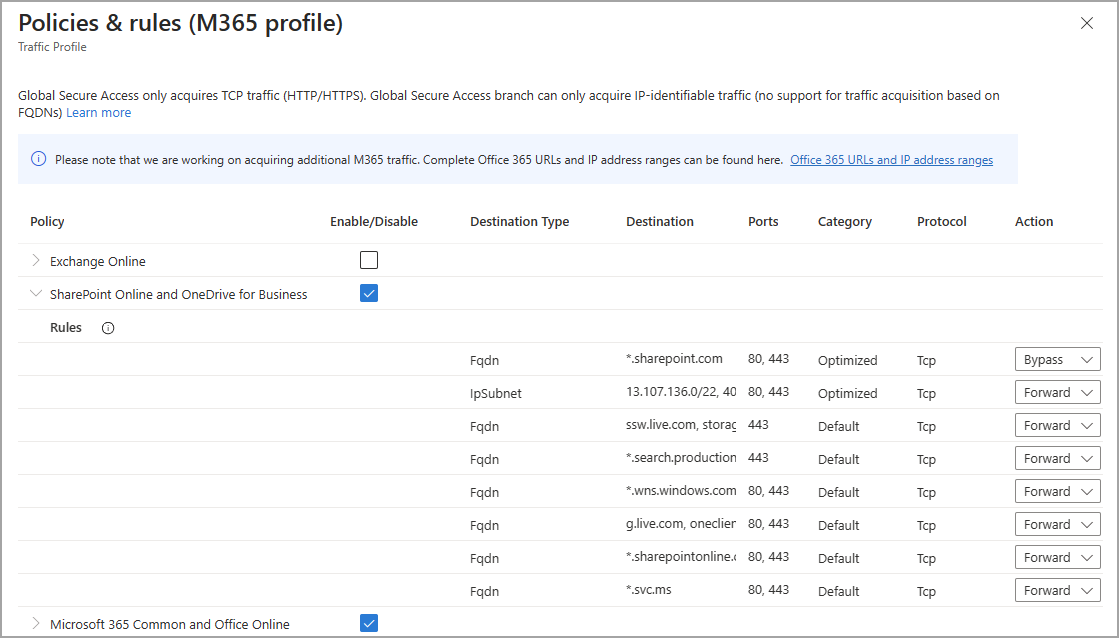 Policies & rules (M365 profile)
Traffic Profile
Global Secure Access only acquires TCP traffic (HTTP/HTTPS). Global Secure Access branch can only acquire IP-identifiable traffic (no support for traffic acquisition based on
FQDNs) Learn more
Please note that we are working on acquiring additional M365 traffic. Complete Office 365 URLs and IP address ranges can be found here. Office 365 URLs and IP address ranges
Policy Enable/Disable Destination Type Destination Ports Category Protocol Action
Exchange Online
SharePoint Online and OneDrive for Business
Rules
Fqdn *.sharepoint.com 80, 443 Optimized Tcp Bypass
IpSubnet 13.107.136.0/22, 40 80, 443 Optimized Tcp Forward
Fqdn ssw.live.com, storag 443 Default Tcp Forward
Fqdn *.search.production 443 Default Tcp Forward
Fqdn *.wns.windows.com 80, 443 Default Tcp Forward
Fqdn g.live.com, oneclien 80, 443 Default Tcp Forward
Fqdn *.sharepointonline.c 80, 443 Default Tcp Forward
Fqdn *.svc.ms 80, 443 Default Tcp Forward
Microsoft 365 Common and Office Online